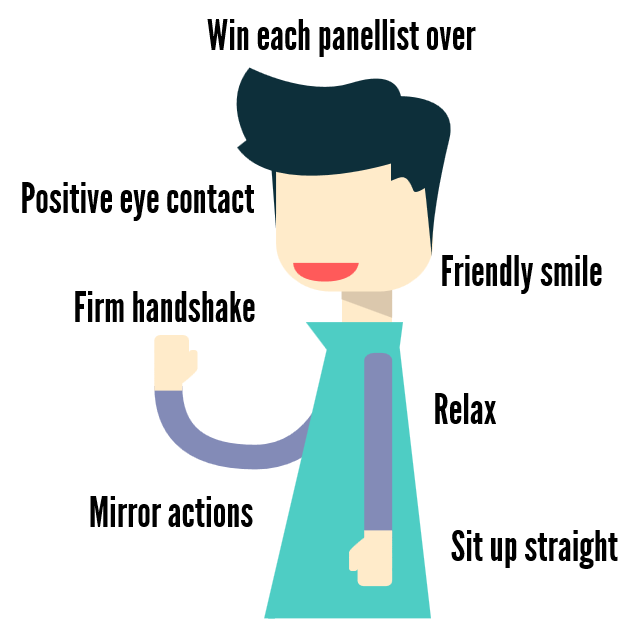 Win each panellist over
Positive eye contact
Friendly smile
Firm handshake
Relax
Mirror actions
Sit up straight